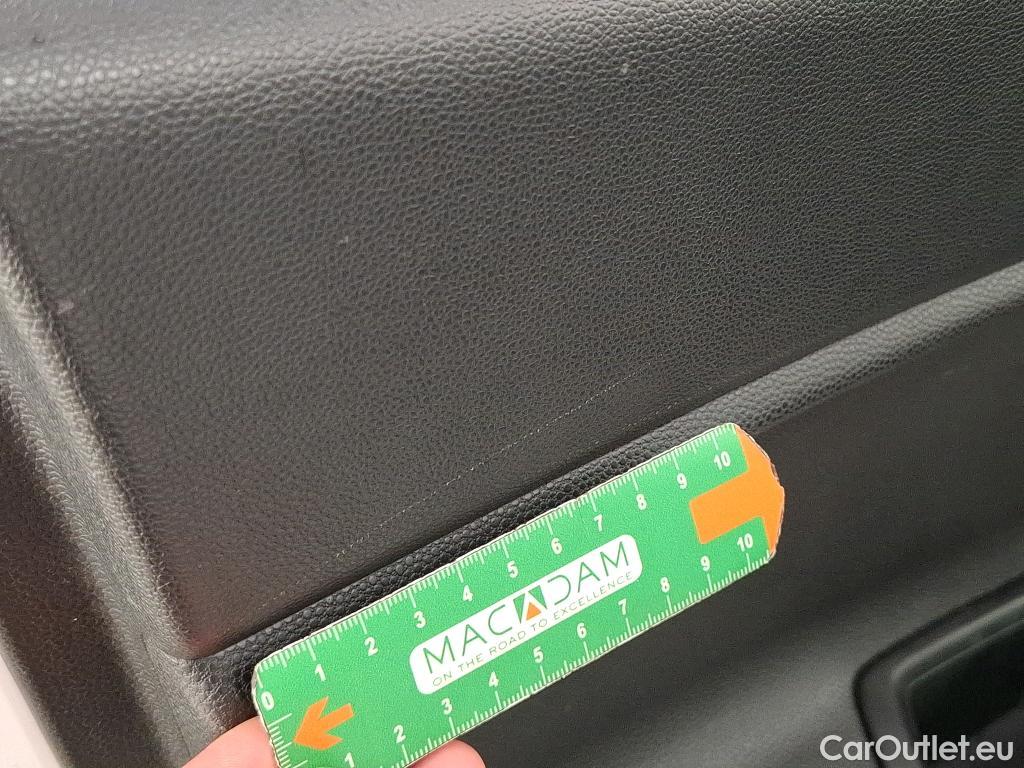 0 1 2 3 4 5 6 7 8 9 10
MACADAM
ON THE ROAD TO EXCELLENCE
1 2 3 4 5 6 7 8 9 10
CarOutlet.eu